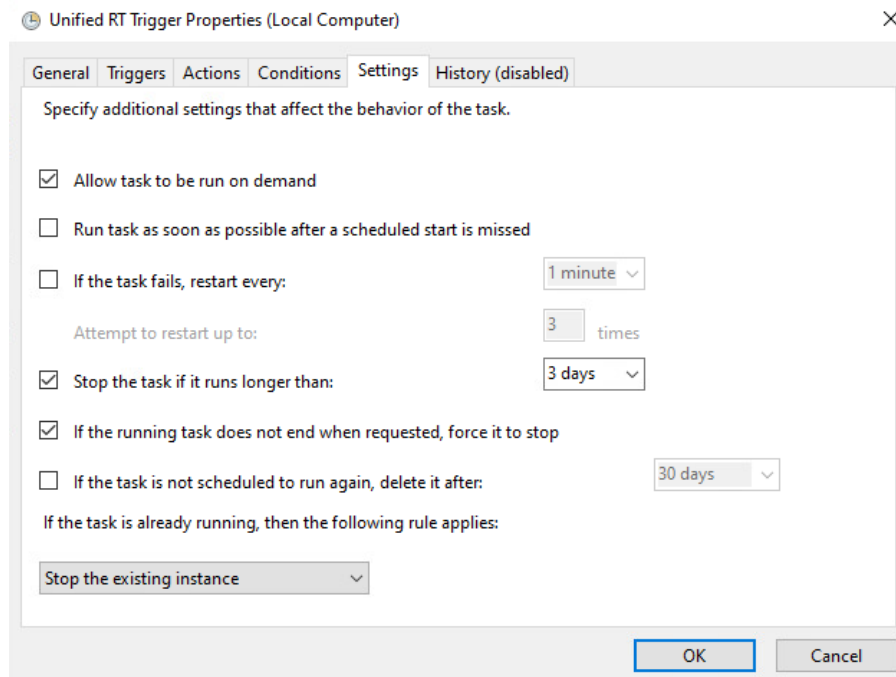 Unified RT Trigger Properties (Local Computer)
General Triggers Actions Conditions Settings History (disabled)
Specify additional settings that affect the behavior of the task.
Allow task to be run on demand
Run task as soon as possible after a scheduled start is missed
If the task fails, restart every: 1 minute
Attempt to restart up to: 3 times
Stop the task if it runs longer than: 3 days
If the running task does not end when requested, force it to stop
If the task is not scheduled to run again, delete it after: 30 days
If the task is already running, then the following rule applies:
Stop the existing instance
OK Cancel